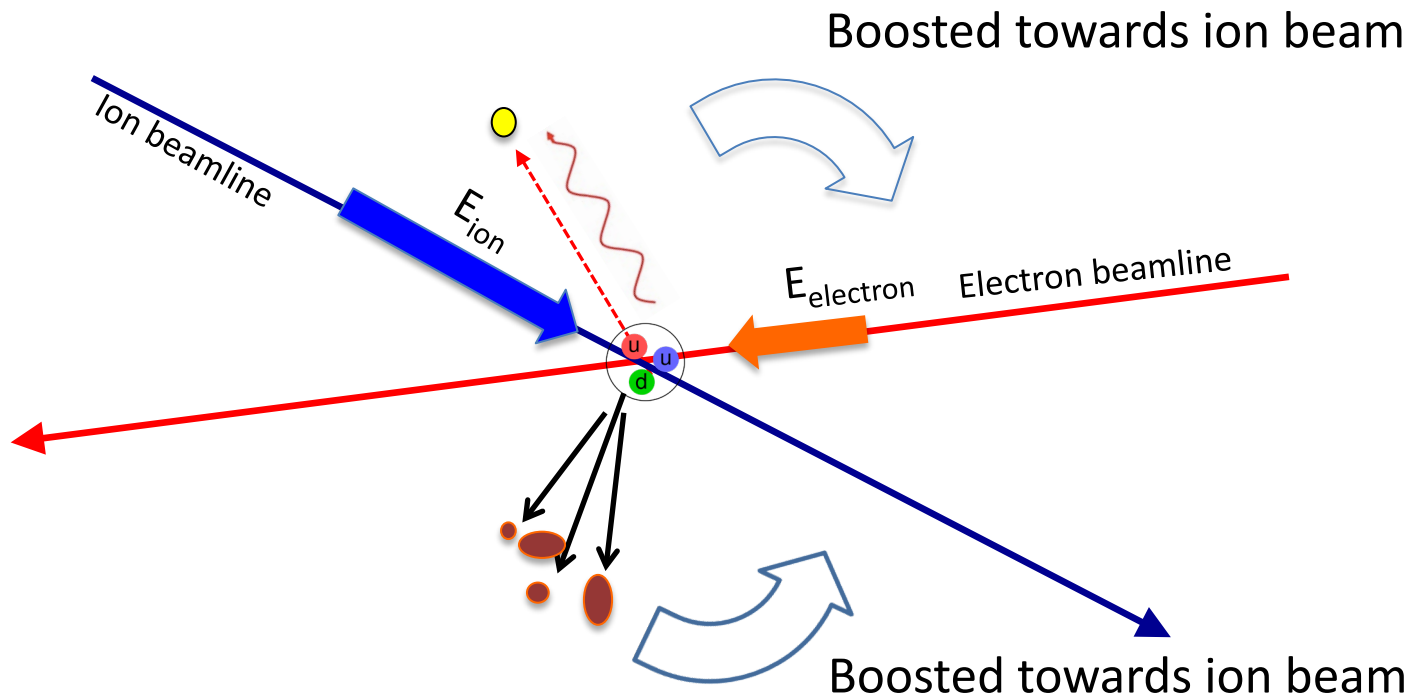 Boosted towards ion beam
Ion beamline
E_ion
E_electron
Electron beamline
u
u
d
Boosted towards ion beam